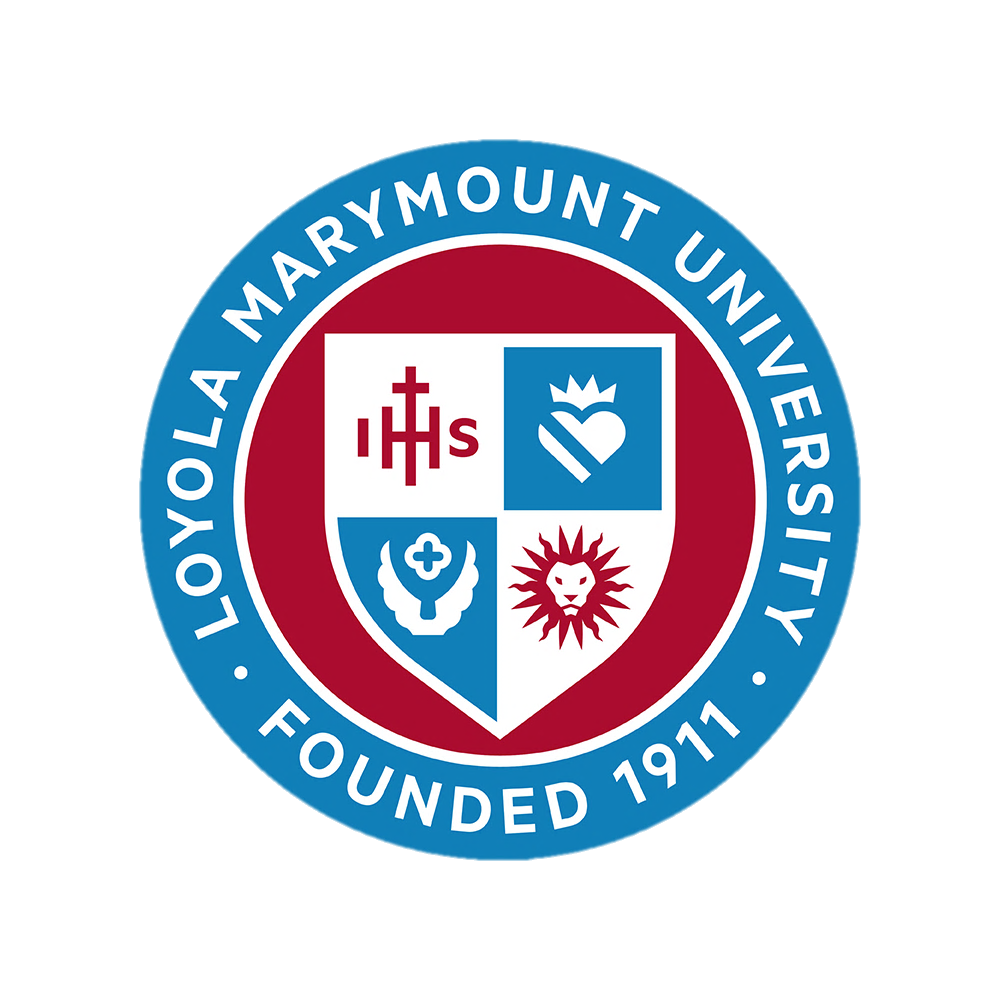 LOYOLA MARYMOUNT UNIVERSITY
IHS
· FOUNDED 1911 ·